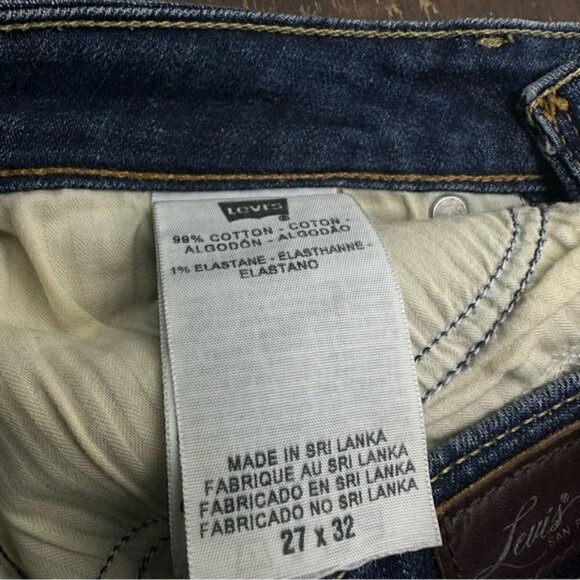 Levi's
99% COTTON - COTON -
ALGODÓN - ALGODÃO
1% ELASTANE - ELASTHANNE -
ELASTANO
MADE IN SRI LANKA
FABRIQUE AU SRI LANKA
FABRICADO EN SRI LANKA
FABRICADO NO SRI LANKA
27 x 32
Levi's
SAN